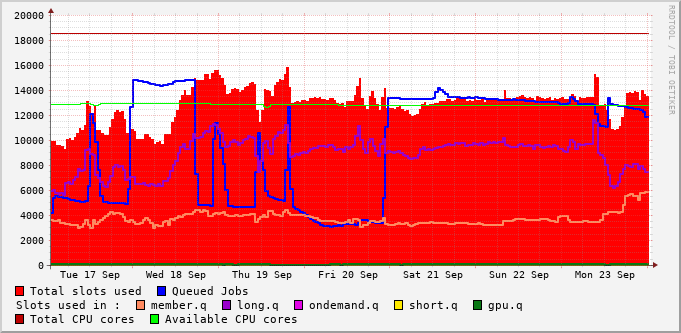 20000
18000
16000
14000
12000
10000
8000
6000
4000
2000
0
Tue 17 Sep Wed 18 Sep Thu 19 Sep Fri 20 Sep Sat 21 Sep Sun 22 Sep Mon 23 Sep
Total slots used Queued Jobs
Slots used in : member.q long.q ondemand.q short.q gpu.q
Total CPU cores Available CPU cores
RRDTOOL / TOBI OETIKER